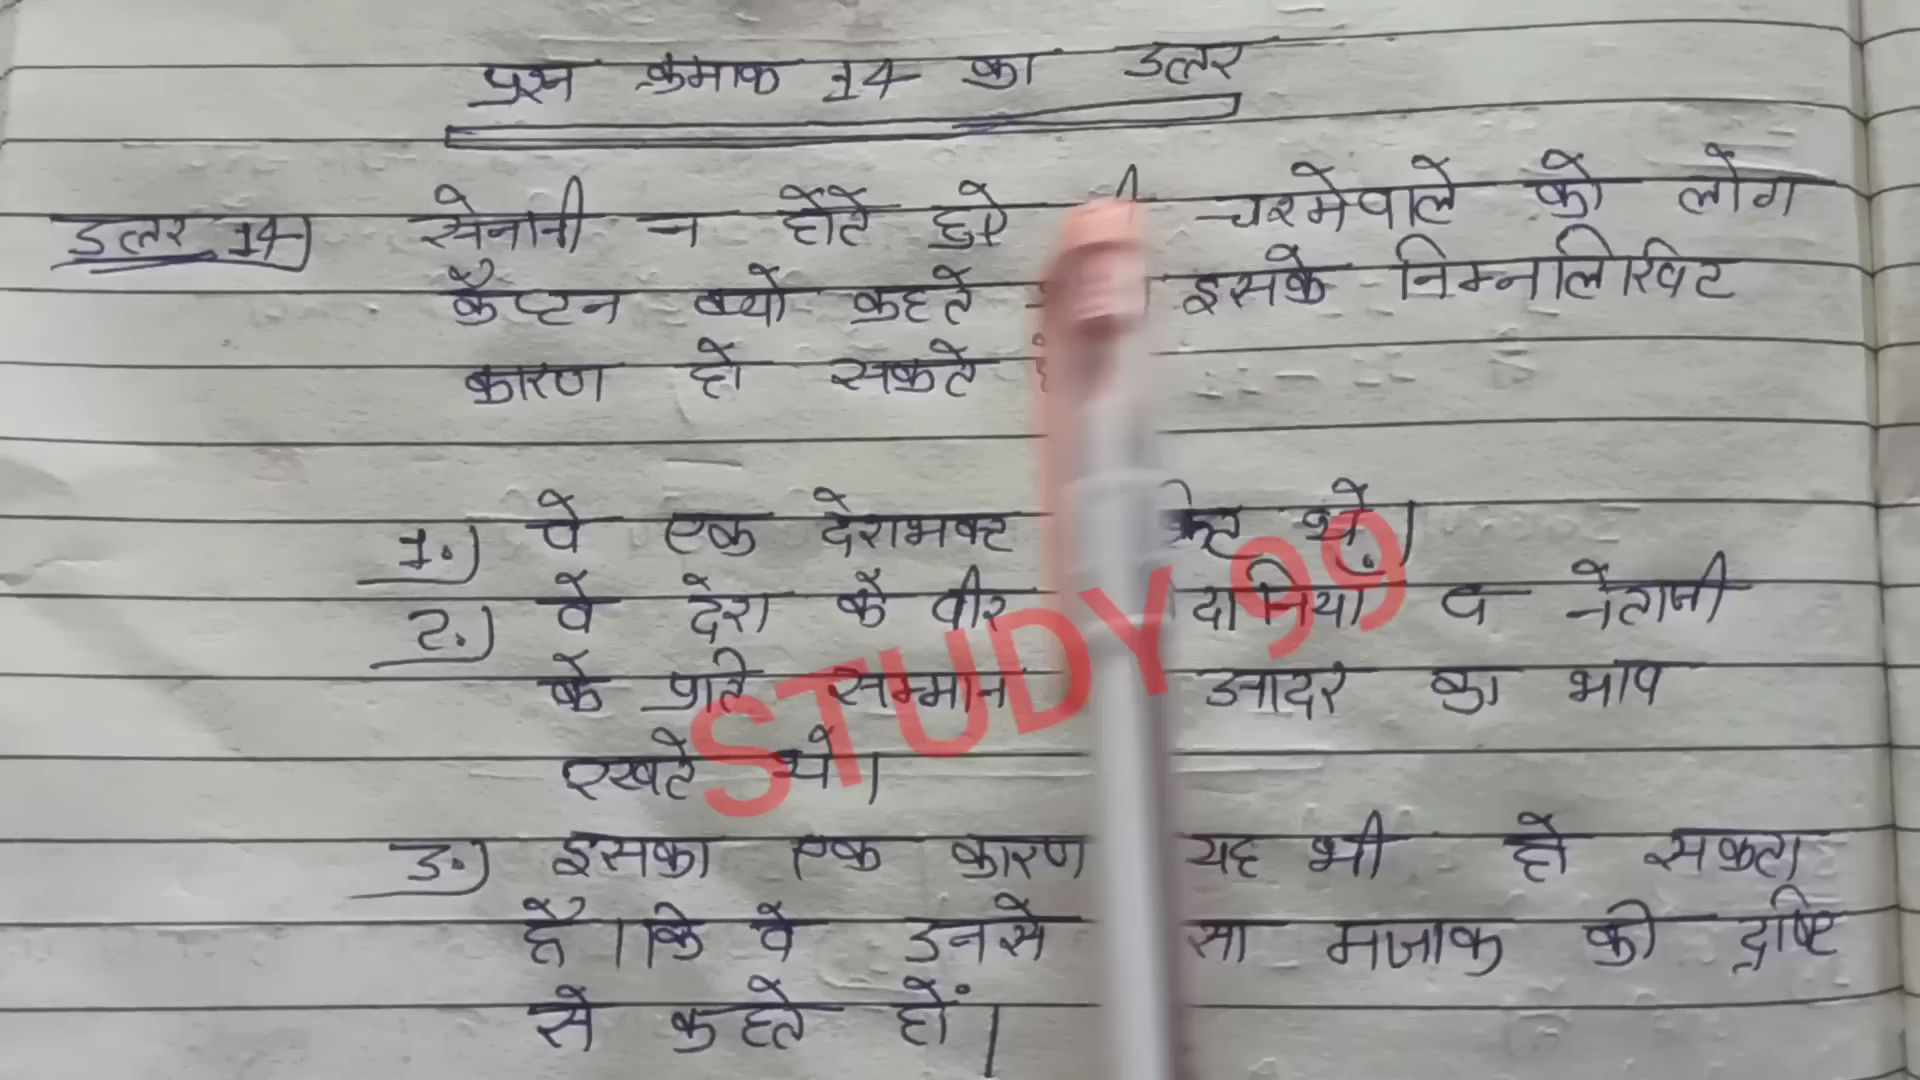 प्रश्न क्रमाक 14 का उत्तर
उत्तर 14) सेनानी न होते हुऐ चश्मेवाले को लोग
कैप्टन क्यो कहते इसके निम्नलिखित
कारण हो सकते
1.) वे एक देशभक्त थे।
2.) वे देश के वीर व नेताजी
के प्रति सम्मान आदर का भाव
रखते थे।
3.) इसका एक कारण यह भी हो सकता
है। कि वे उनसे मजाक की दृष्टि
से कहते हों।
STUDY 99